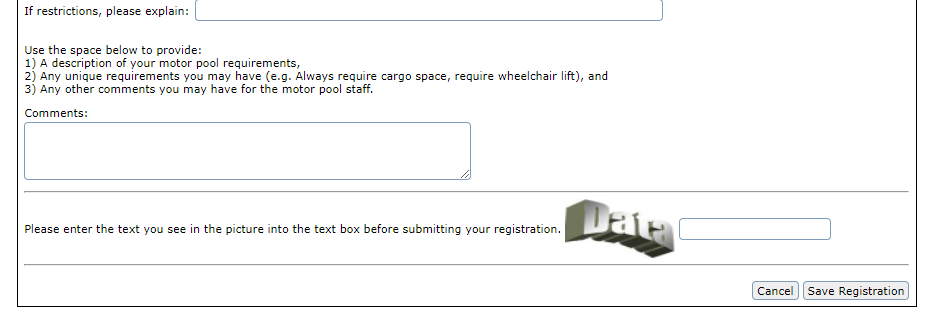 If restrictions, please explain:
Use the space below to provide:
1) A description of your motor pool requirements,
2) Any unique requirements you may have (e.g. Always require cargo space, require wheelchair lift), and
3) Any other comments you may have for the motor pool staff.
Comments:
Please enter the text you see in the picture into the text box before submitting your registration. Data
Cancel Save Registration